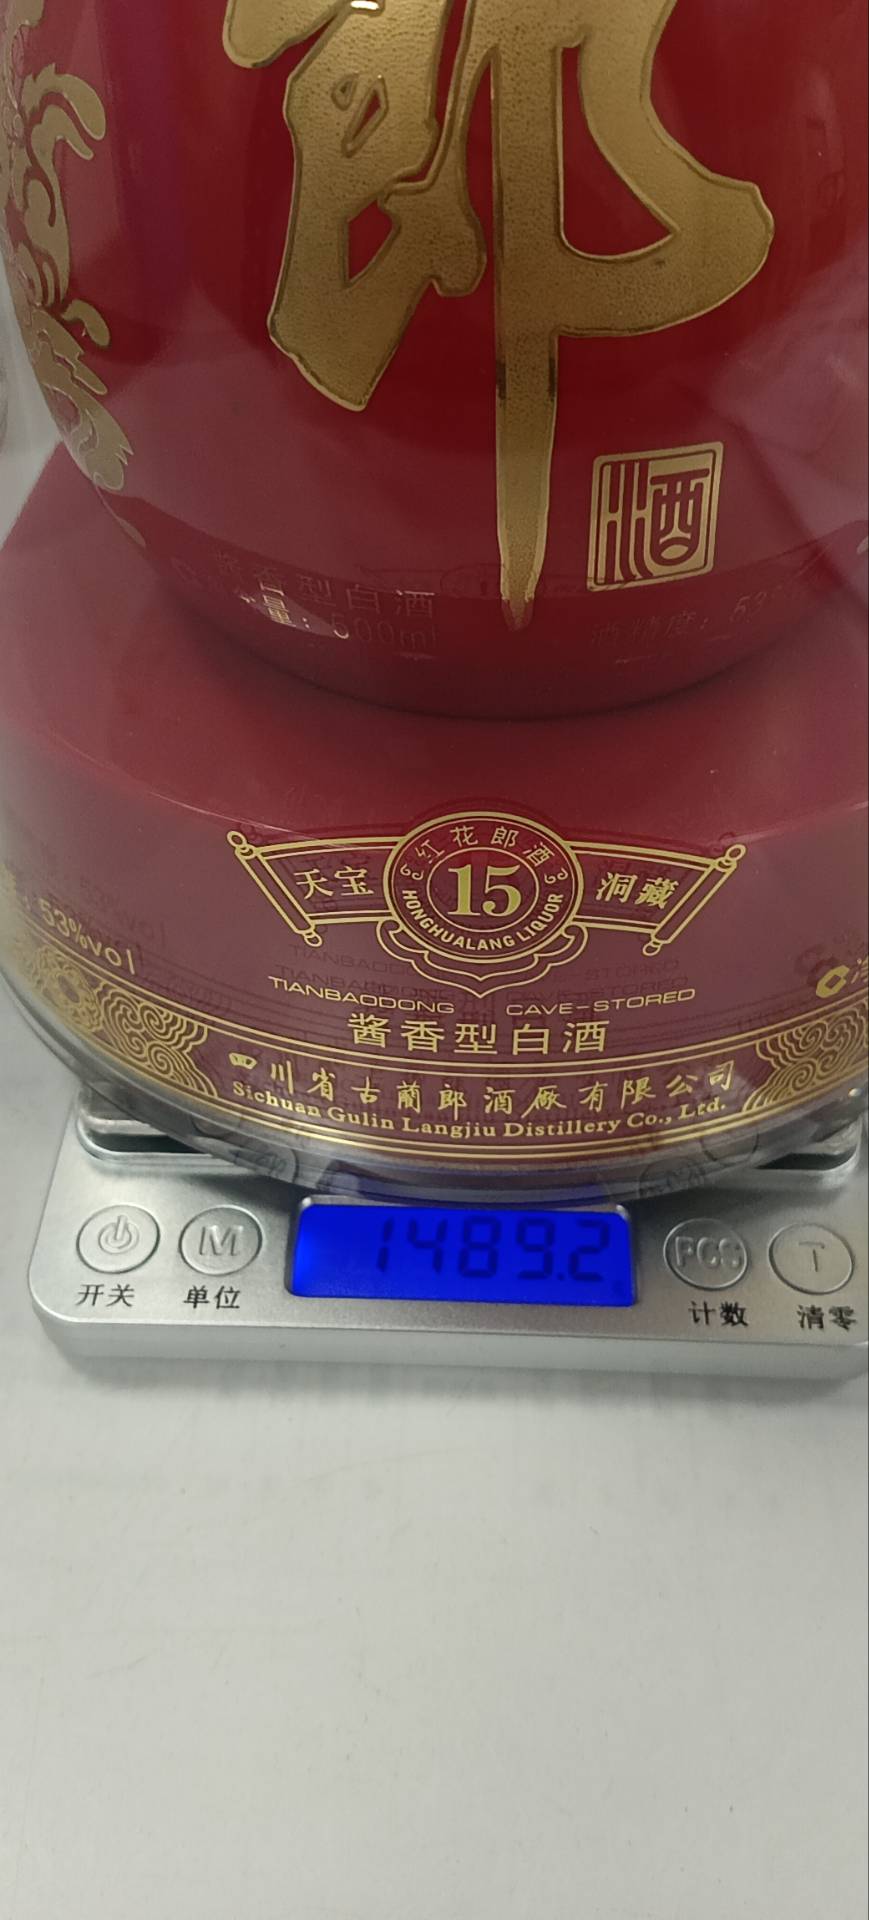 郎
酒
酱香型白酒
量：500ml
酒精度：53%
红花郎酒
天宝
15
洞藏
HONGHUALANG LIQUOR
53%vol
TIANBAODONG CAVE-STORED
酱香型白酒
四川省古蔺郎酒厂有限公司
Sichuan Gulin Langjiu Distillery Co., Ltd.
1489.2
M
PCS
T
开关
单位
计数
清零